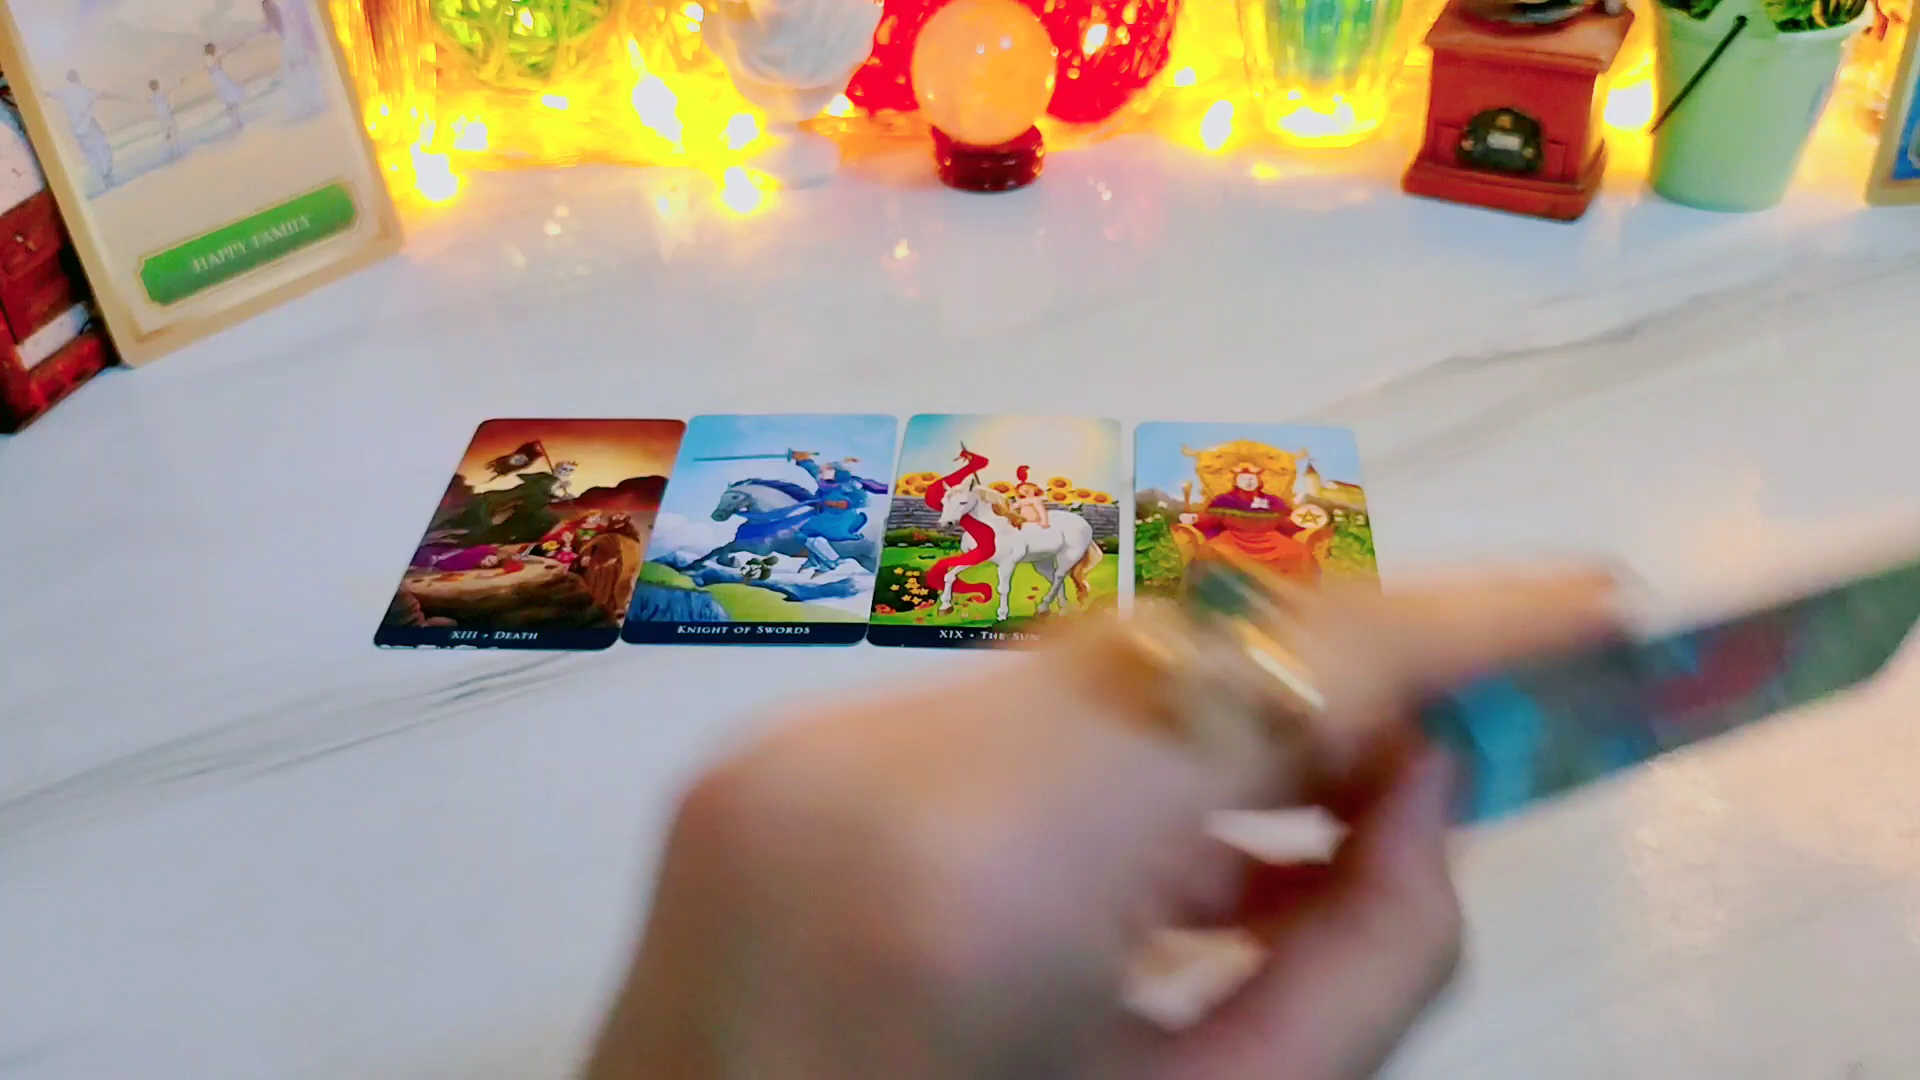 HAPPY FAMILY
XIII • DEATH
KNIGHT OF SWORDS
XIX • THE SUN